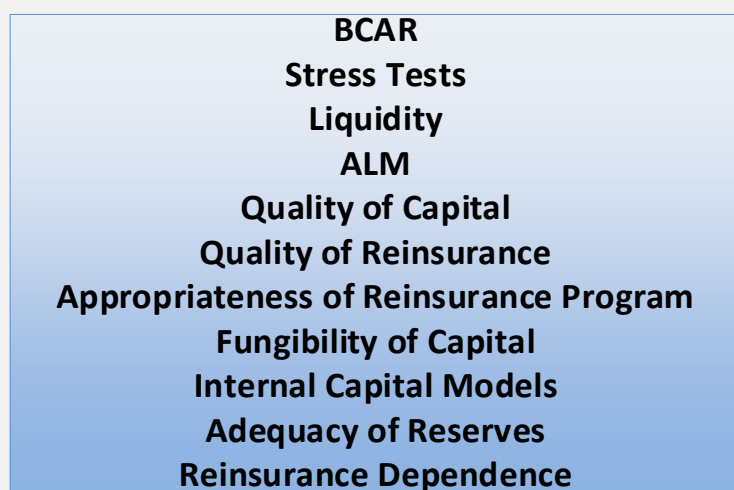 BCAR
Stress Tests
Liquidity
ALM
Quality of Capital
Quality of Reinsurance
Appropriateness of Reinsurance Program
Fungibility of Capital
Internal Capital Models
Adequacy of Reserves
Reinsurance Dependence